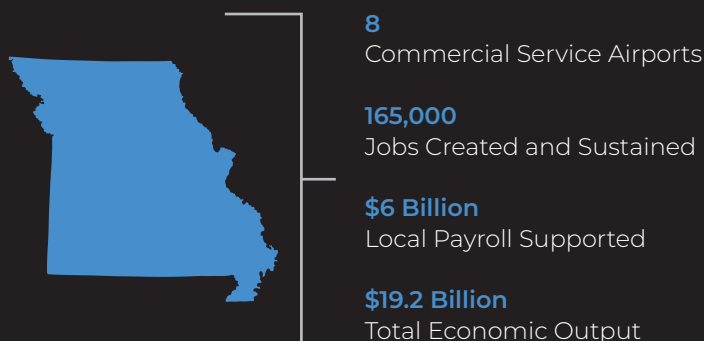 8
Commercial Service Airports
165,000
Jobs Created and Sustained
$6 Billion
Local Payroll Supported
$19.2 Billion
Total Economic Output